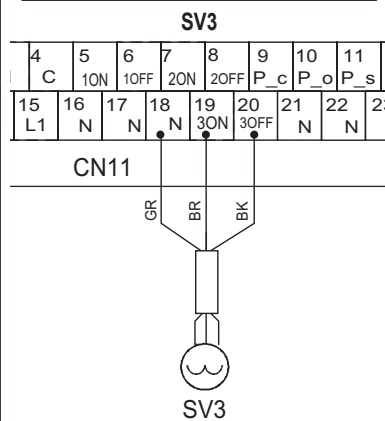 SV3
4 5 6 7 8 9 10 11
C 1ON 1OFF 2ON 2OFF P_c P_o P_s
15 16 17 18 19 20 21 22 23
L1 N N N 3ON 3OFF N N
CN11
GR BR BK
SV3